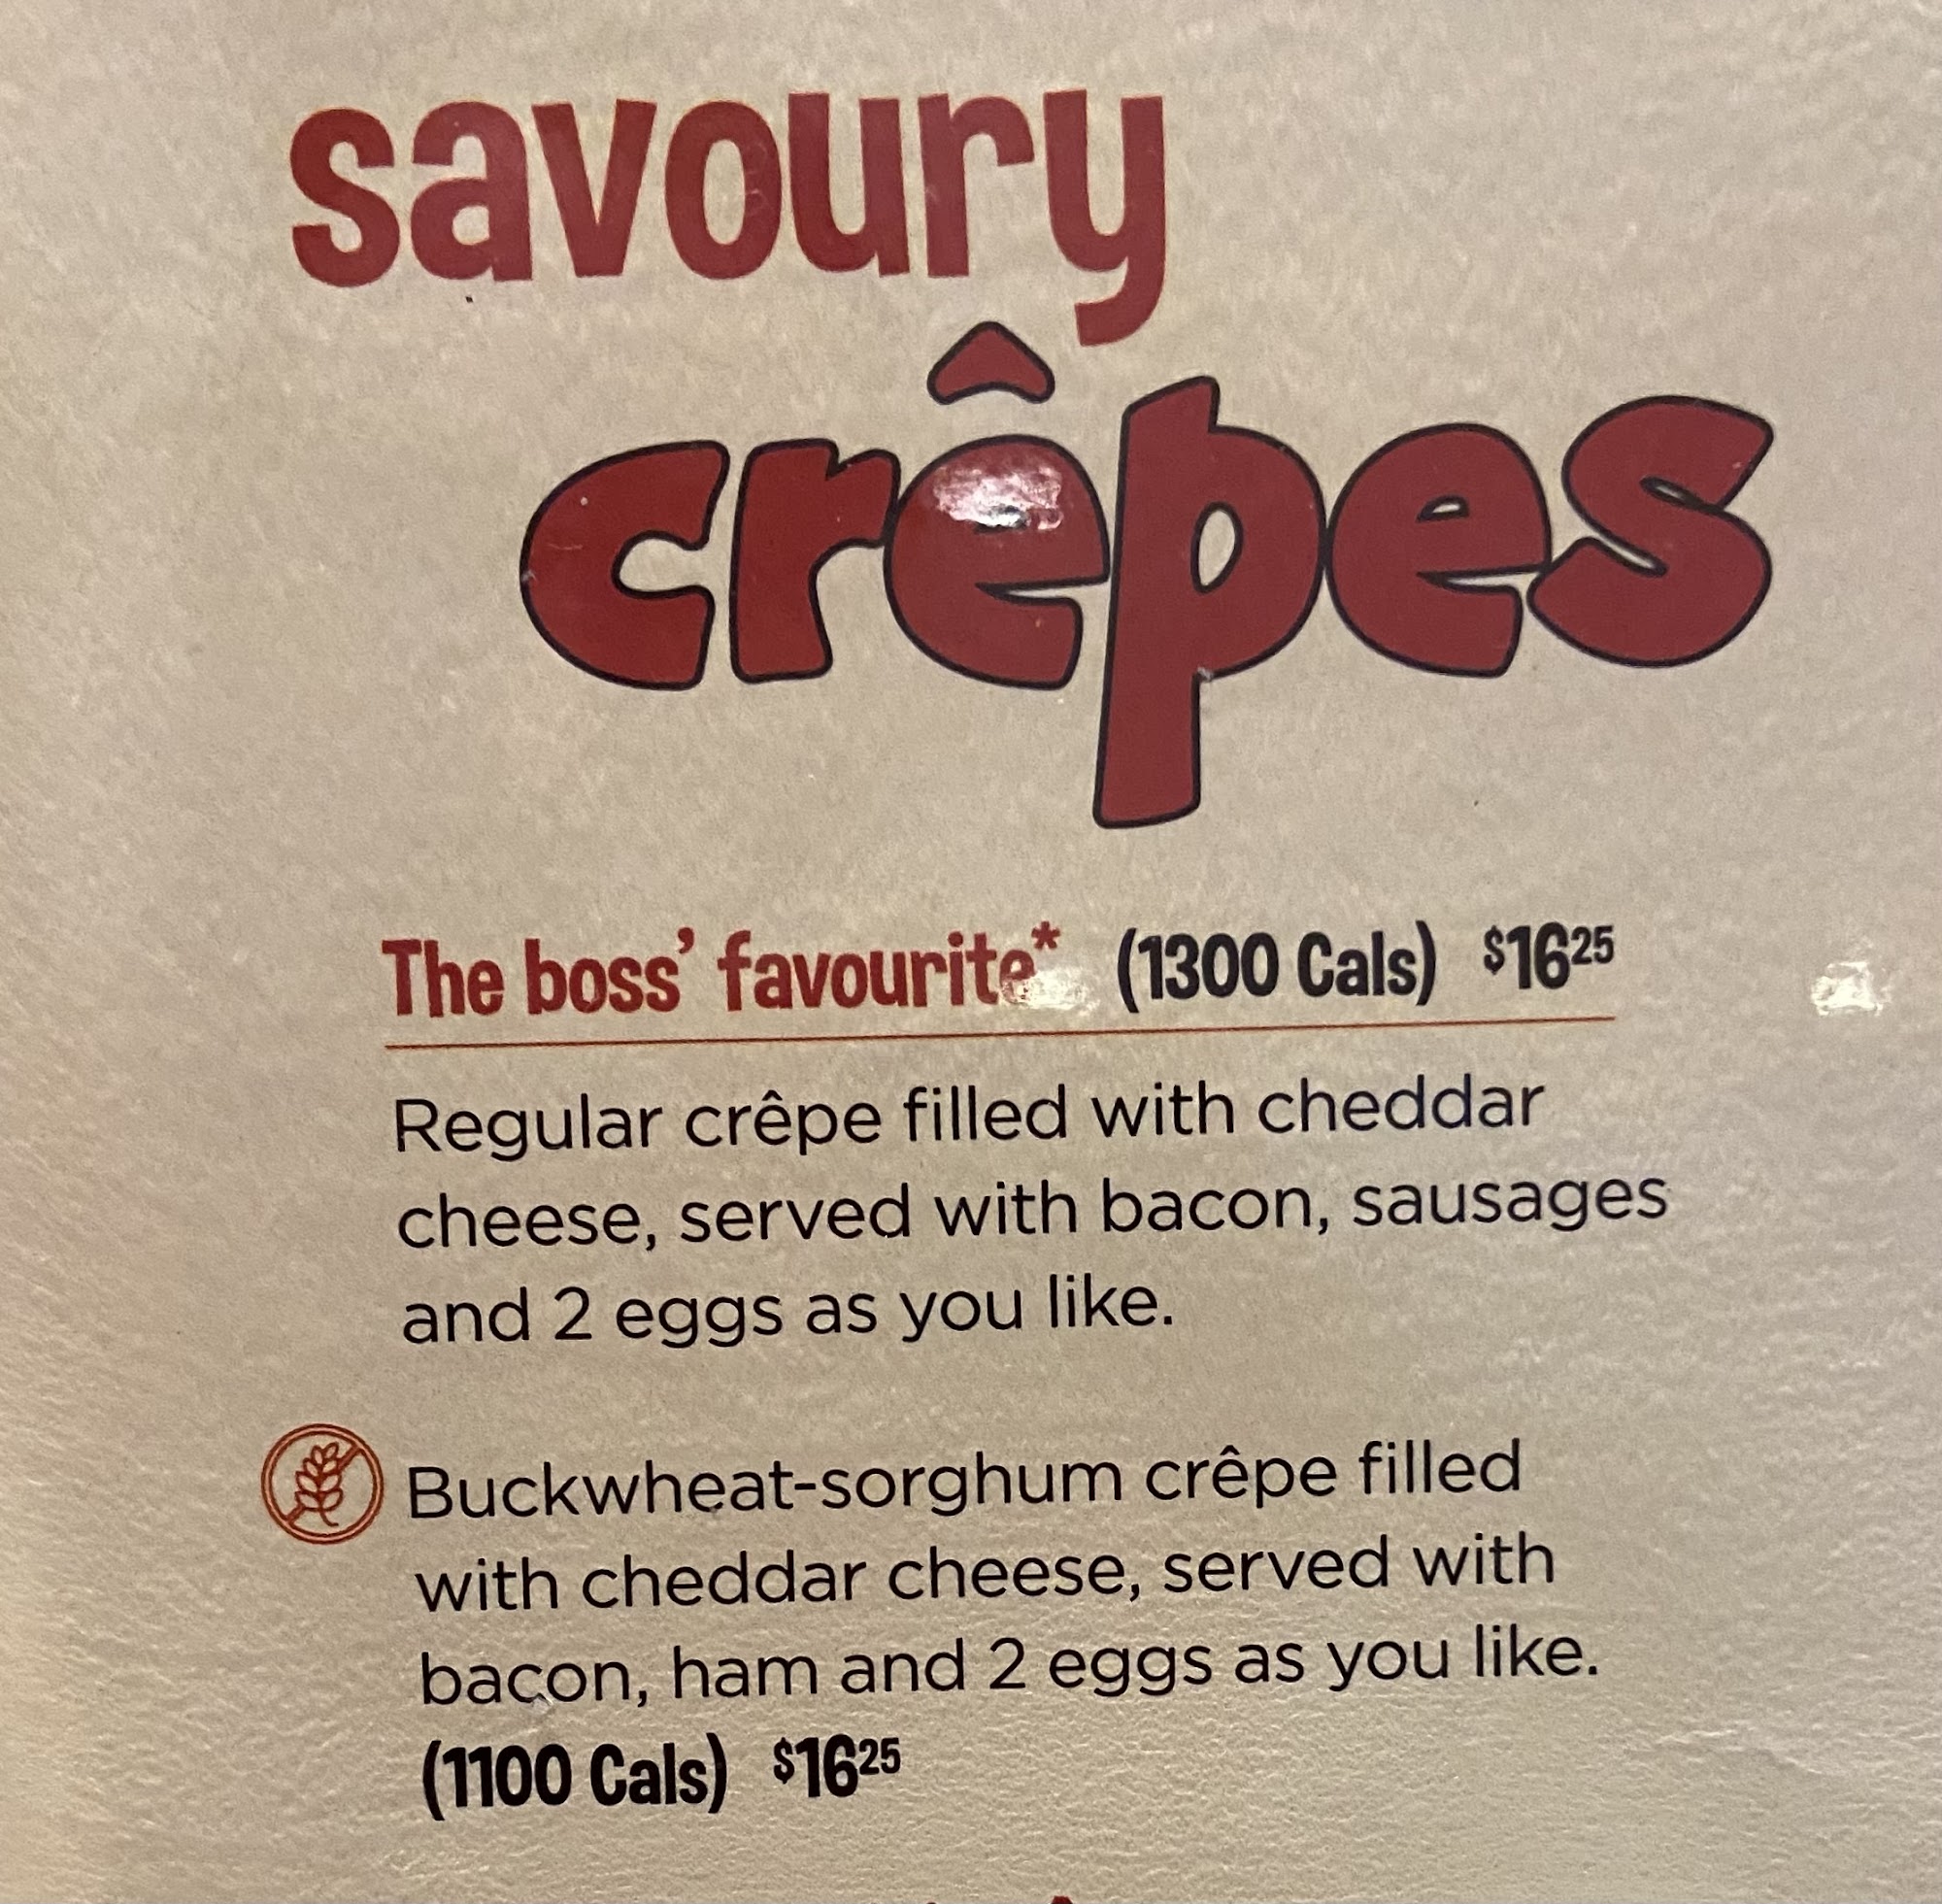 savoury
crêpes
The boss' favourite* (1300 Cals) $16²⁵
Regular crêpe filled with cheddar
cheese, served with bacon, sausages
and 2 eggs as you like.
Buckwheat-sorghum crêpe filled
with cheddar cheese, served with
bacon, ham and 2 eggs as you like.
(1100 Cals) $16²⁵